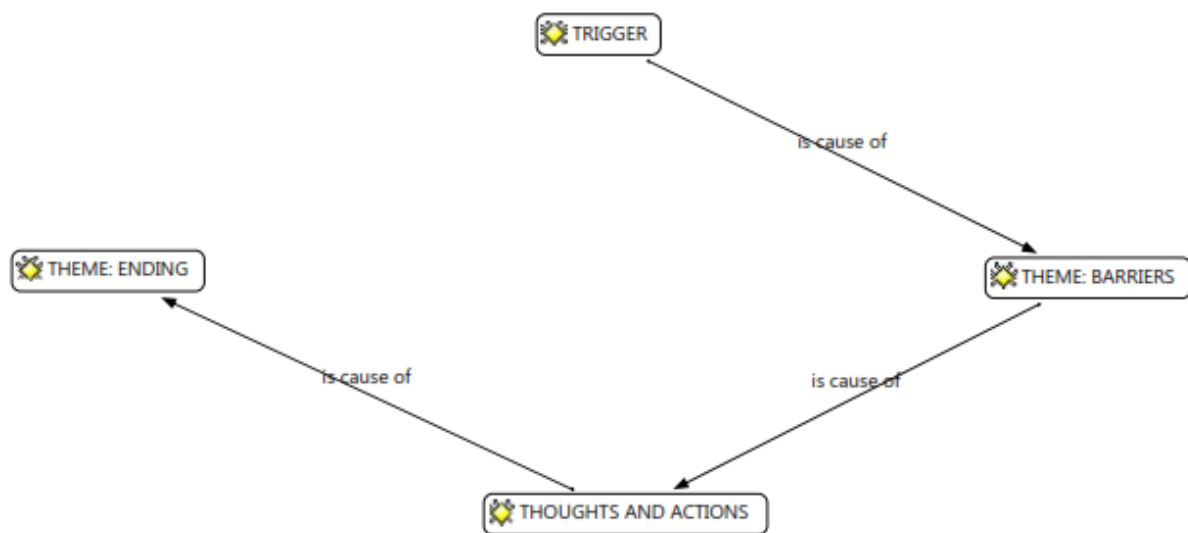 TRIGGER
is cause of
THEME: ENDING
THEME: BARRIERS
is cause of
is cause of
THOUGHTS AND ACTIONS